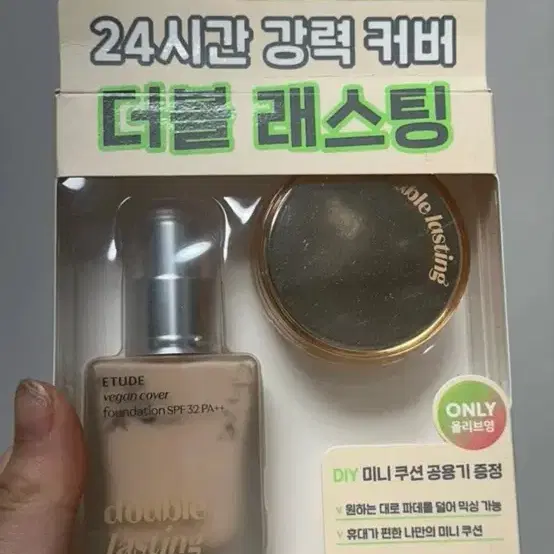 24시간 강력 커버
더블 래스팅
double lasting
ETUDE
vegan cover
foundation SPF 32 PA++
double
lasting
ONLY
올리브영
DIY 미니 쿠션 공용기 증정
원하는 대로 파데를 덜어 믹싱 가능
휴대가 편한 나만의 미니 쿠션